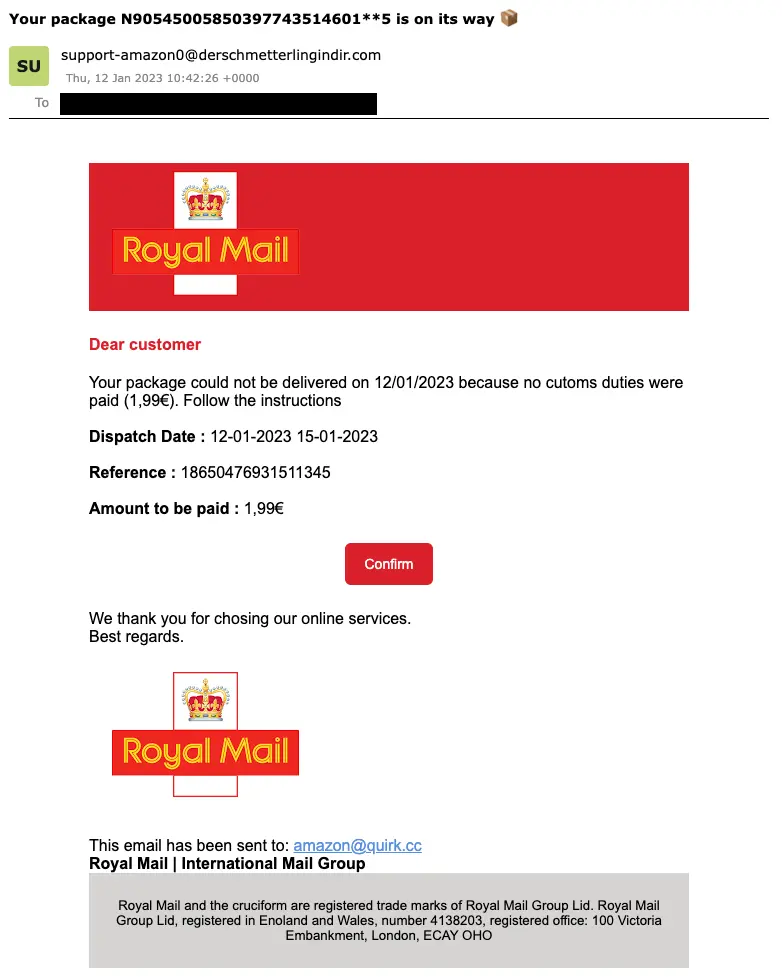 Your package N90545005850397743514601**5 is on its way 📦
SU
support-amazon0@derschmetterlingindir.com
Thu, 12 Jan 2023 10:42:26 +0000
To
Royal Mail
Dear customer
Your package could not be delivered on 12/01/2023 because no cutoms duties were
paid (1,99€). Follow the instructions
Dispatch Date : 12-01-2023 15-01-2023
Reference : 18650476931511345
Amount to be paid : 1,99€
Confirm
We thank you for chosing our online services.
Best regards.
Royal Mail
This email has been sent to: amazon@quirk.cc
Royal Mail | International Mail Group
Royal Mail and the cruciform are registered trade marks of Royal Mail Group Lid. Royal Mail
Group Lid, registered in Enoland and Wales, number 4138203, registered office: 100 Victoria
Embankment, London, ECAY OHO